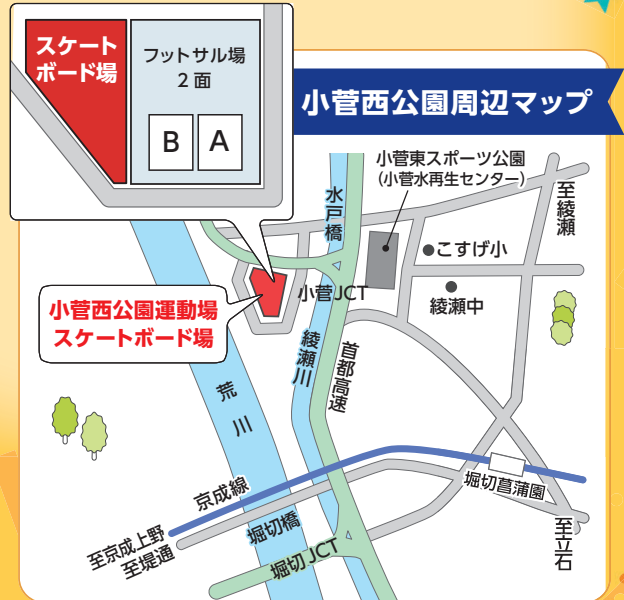 スケート
ボード場
フットサル場
2面
B
A
小菅西公園周辺マップ
小菅東スポーツ公園
(小菅水再生センター)
水戸橋
至綾瀬
こすげ小
小菅JCT
綾瀬中
小菅西公園運動場
スケートボード場
綾瀬川
首都高速
荒川
京成線
堀切菖蒲園
堀切橋
至京成上野
至堤通
堀切JCT
至立石